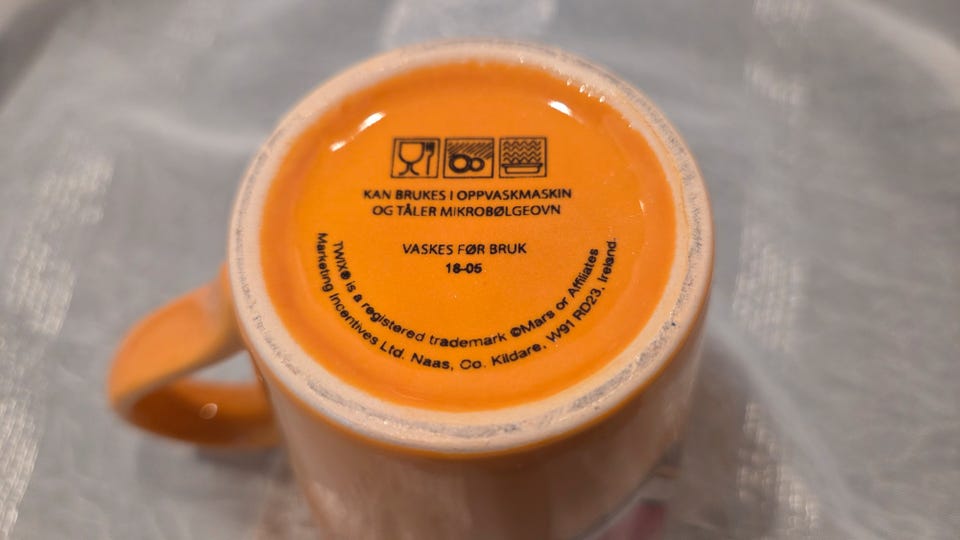 KAN BRUKES I OPPVASKMASKIN
OG TÅLER MIKROBØLGEOVN
VASKES FØR BRUK
18-05
TWIX® is a registered trademark ©Mars or Affiliates
Marketing Incentives Ltd. Naas, Co. Kildare, W91 RD23, Ireland.